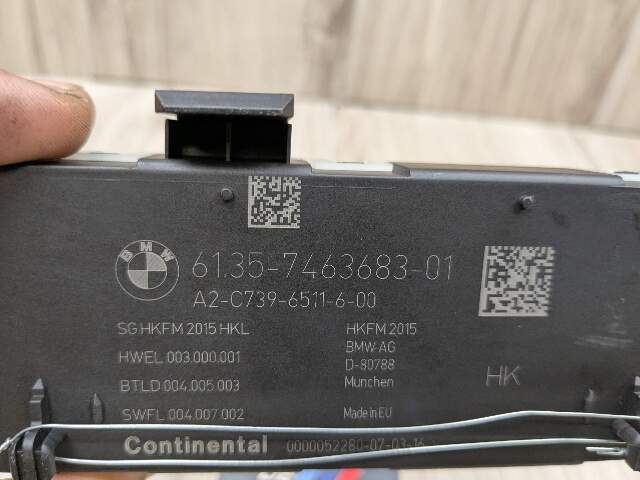 BMW
61.35-7463683-01
A2-C739-6511-6-00
SG HKFM 2015 HKL
HWEL 003.000.001
BTLD 004.005.003
SWFL 004.007.002
HKFM 2015
BMW-AG
D-80788
Munchen
Made in EU
HK
Continental 0000052280-07-03-16